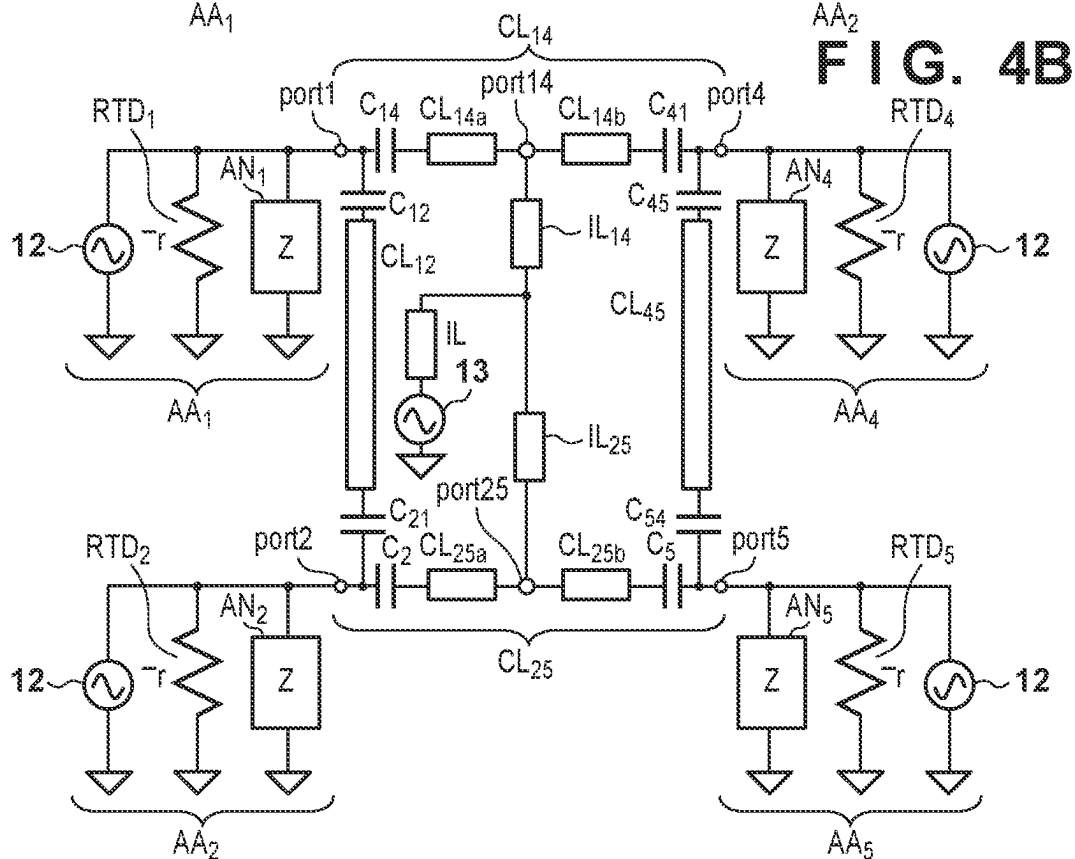 AA₁
AA₂
F I G. 4B
CL₁₄
port1
C₁₄
CL₁₄ₐ
port14
CL₁₄b
C₄₁
port4
RTD₁
RTD₄
AN₁
AN₄
C₁₂
C₄₅
12
−r
Z
IL₁₄
Z
−r
12
CL₁₂
CL₄₅
IL
13
AA₁
AA₄
IL₂₅
port25
C₂₁
C₅₄
RTD₂
port2
C₂
CL₂₅ₐ
CL₂₅b
C₅
port5
RTD₅
AN₂
AN₅
CL₂₅
12
−r
Z
Z
−r
12
AA₂
AA₅